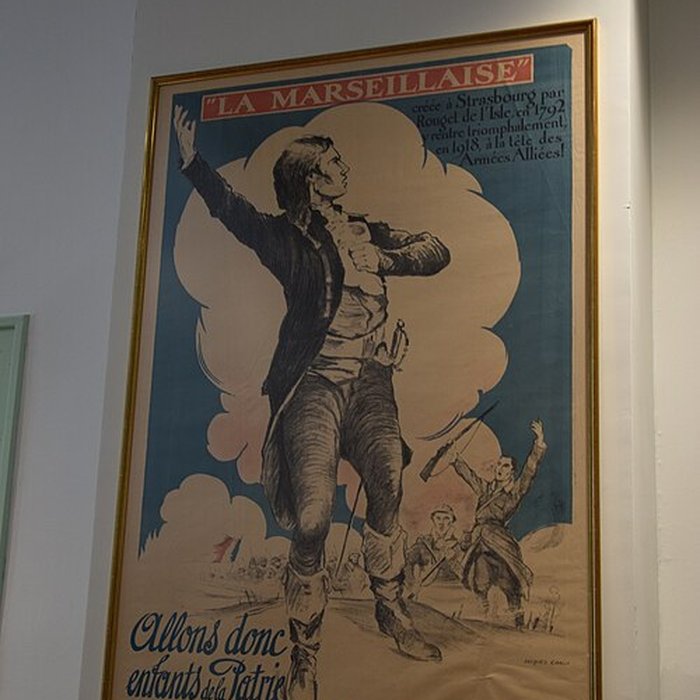 "LA MARSEILLAISE"
créée à Strasbourg par
Rouget de l'Isle, en 1792
y rentre triomphalement,
en 1918, à la tête des
Armées Alliées!
Allons donc
enfants de la Patrie